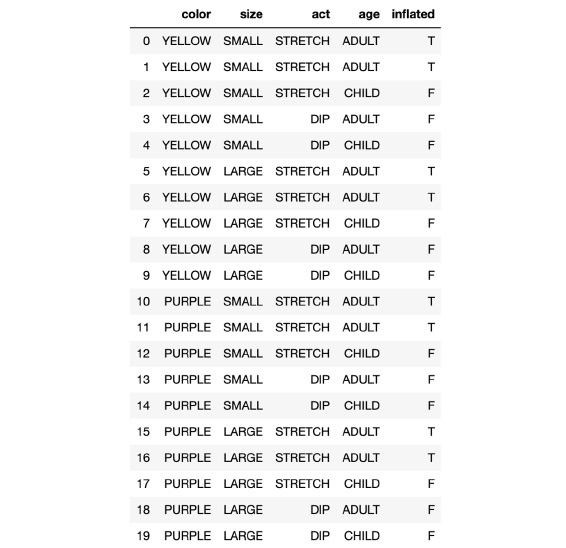 color size act age inflated
0 YELLOW SMALL STRETCH ADULT T
1 YELLOW SMALL STRETCH ADULT T
2 YELLOW SMALL STRETCH CHILD F
3 YELLOW SMALL DIP ADULT F
4 YELLOW SMALL DIP CHILD F
5 YELLOW LARGE STRETCH ADULT T
6 YELLOW LARGE STRETCH ADULT T
7 YELLOW LARGE STRETCH CHILD F
8 YELLOW LARGE DIP ADULT F
9 YELLOW LARGE DIP CHILD F
10 PURPLE SMALL STRETCH ADULT T
11 PURPLE SMALL STRETCH ADULT T
12 PURPLE SMALL STRETCH CHILD F
13 PURPLE SMALL DIP ADULT F
14 PURPLE SMALL DIP CHILD F
15 PURPLE LARGE STRETCH ADULT T
16 PURPLE LARGE STRETCH ADULT T
17 PURPLE LARGE STRETCH CHILD F
18 PURPLE LARGE DIP ADULT F
19 PURPLE LARGE DIP CHILD F